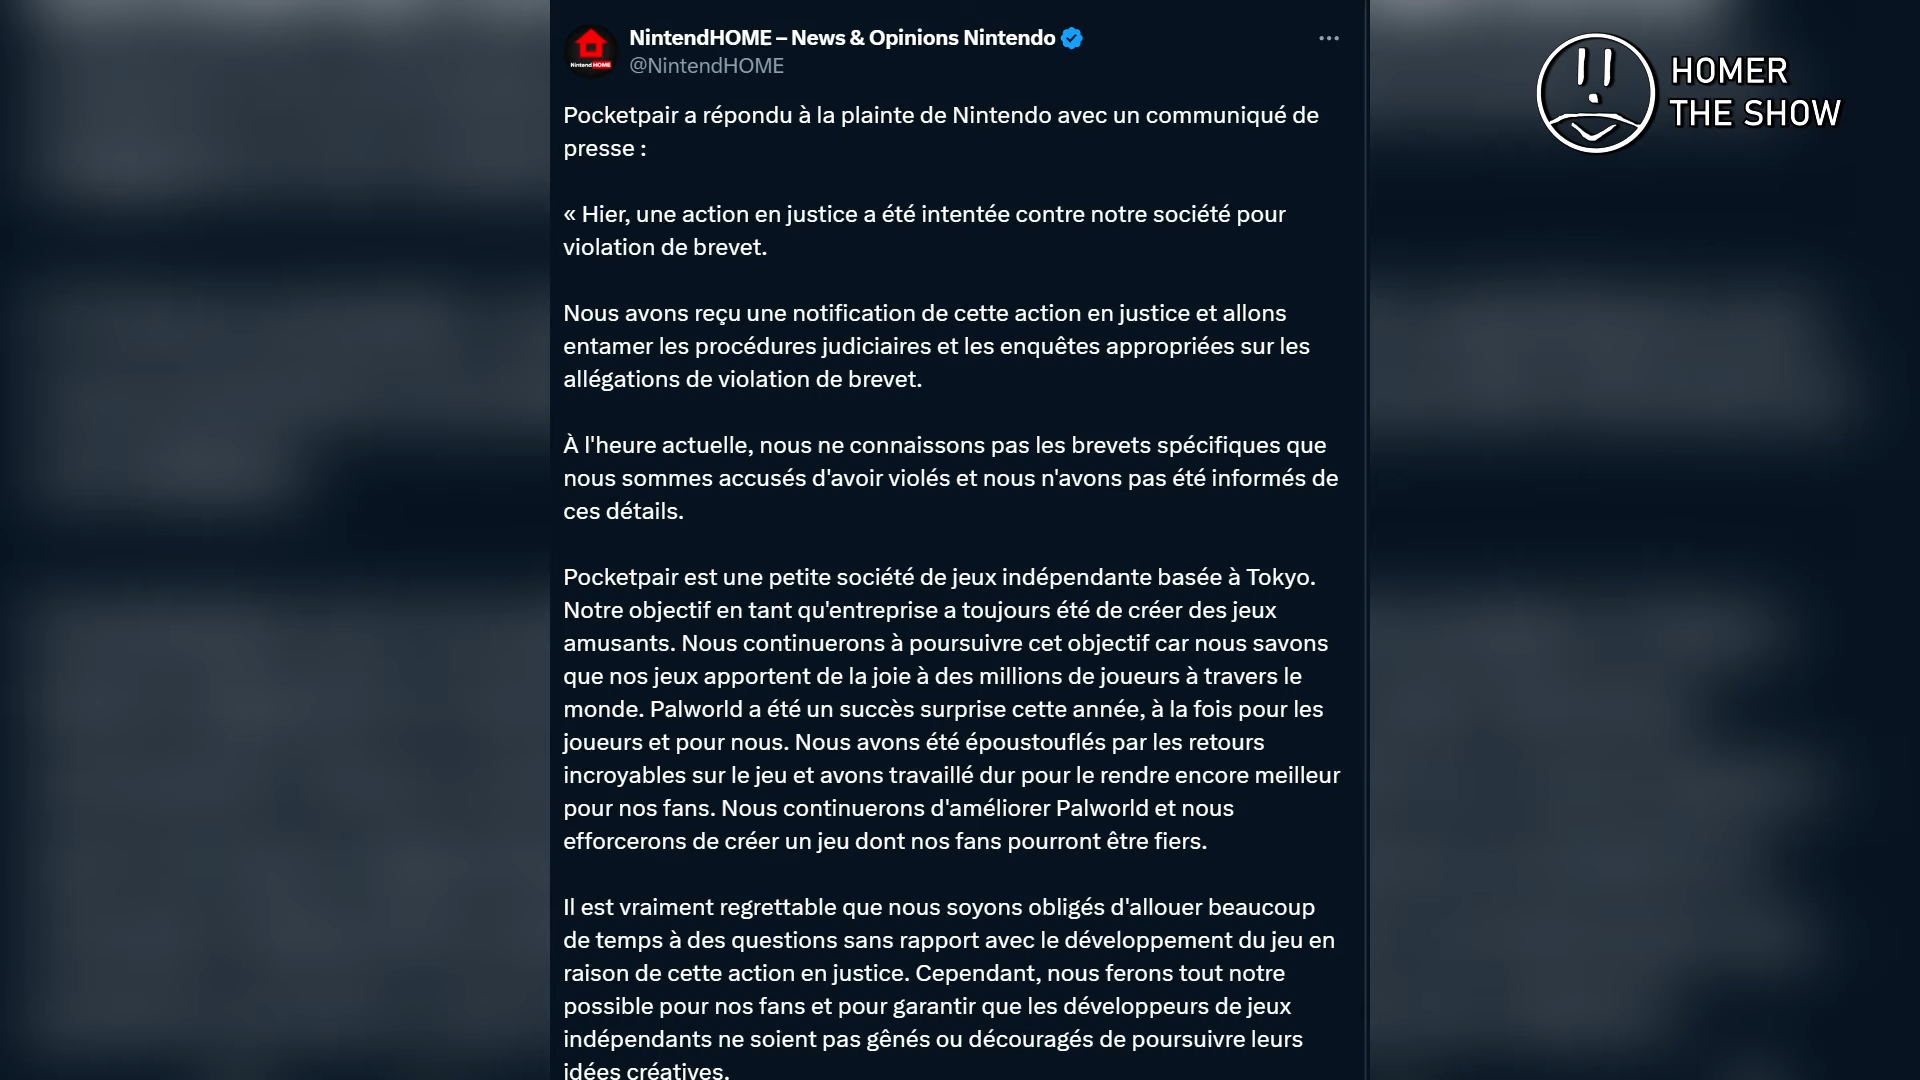 NintendHOME – News & Opinions Nintendo
@NintendHOME
Nintend HOME
HOMER
THE SHOW
Pocketpair a répondu à la plainte de Nintendo avec un communiqué de
presse :
« Hier, une action en justice a été intentée contre notre société pour
violation de brevet.
Nous avons reçu une notification de cette action en justice et allons
entamer les procédures judiciaires et les enquêtes appropriées sur les
allégations de violation de brevet.
À l'heure actuelle, nous ne connaissons pas les brevets spécifiques que
nous sommes accusés d'avoir violés et nous n'avons pas été informés de
ces détails.
Pocketpair est une petite société de jeux indépendante basée à Tokyo.
Notre objectif en tant qu'entreprise a toujours été de créer des jeux
amusants. Nous continuerons à poursuivre cet objectif car nous savons
que nos jeux apportent de la joie à des millions de joueurs à travers le
monde. Palworld a été un succès surprise cette année, à la fois pour les
joueurs et pour nous. Nous avons été époustouflés par les retours
incroyables sur le jeu et avons travaillé dur pour le rendre encore meilleur
pour nos fans. Nous continuerons d'améliorer Palworld et nous
efforcerons de créer un jeu dont nos fans pourront être fiers.
Il est vraiment regrettable que nous soyons obligés d'allouer beaucoup
de temps à des questions sans rapport avec le développement du jeu en
raison de cette action en justice. Cependant, nous ferons tout notre
possible pour nos fans et pour garantir que les développeurs de jeux
indépendants ne soient pas gênés ou découragés de poursuivre leurs
idées créatives.